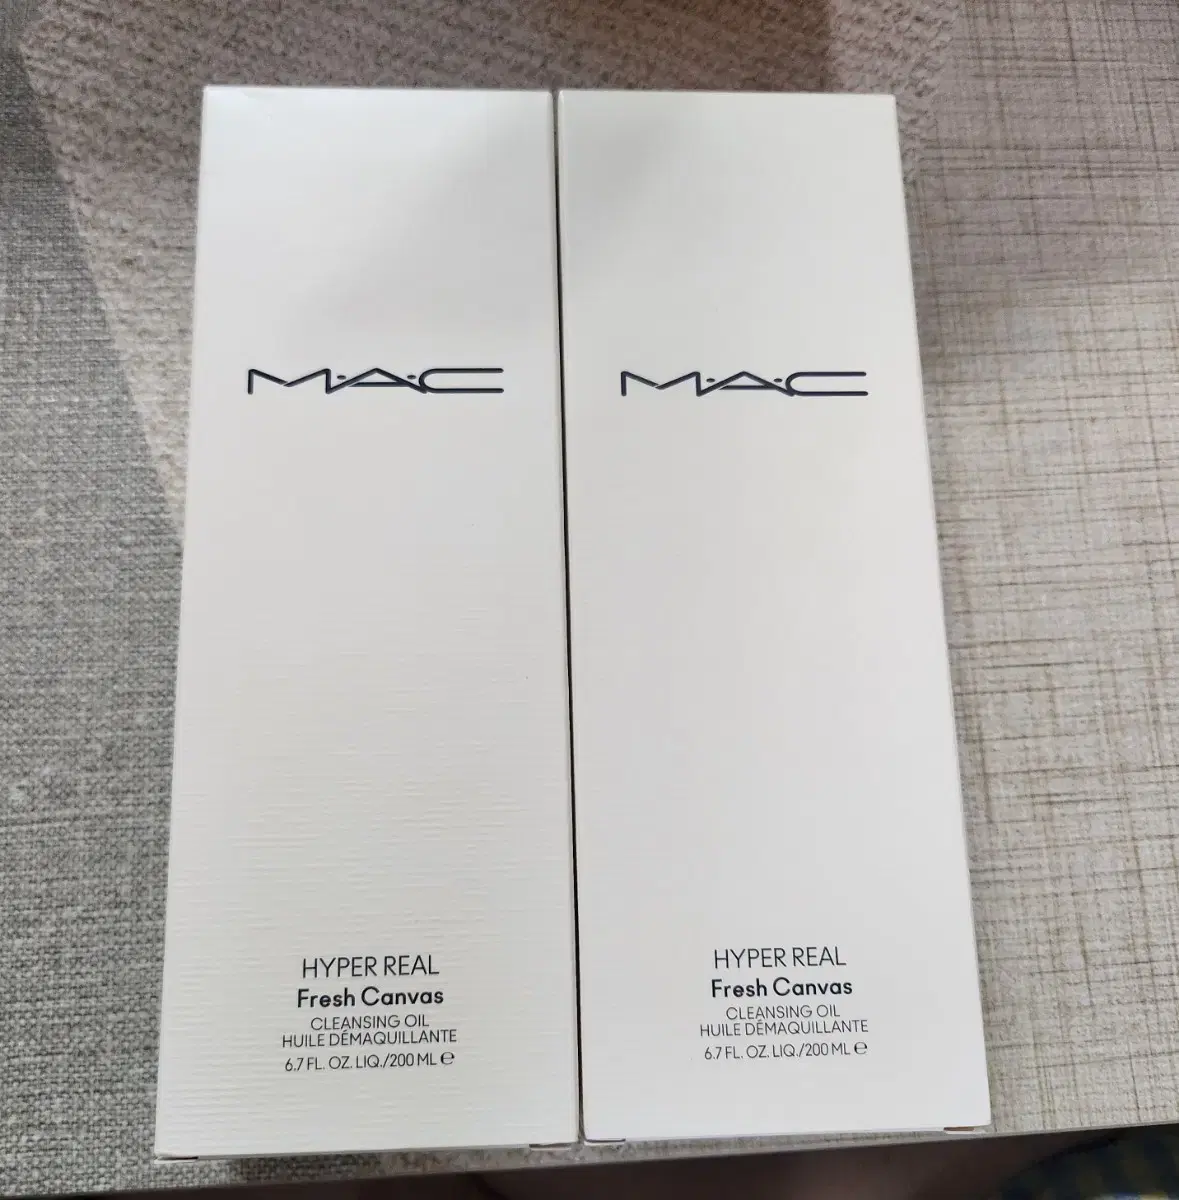 M·A·C
HYPER REAL
Fresh Canvas
CLEANSING OIL
HUILE DÉMAQUILLANTE
6.7 FL. OZ. LIQ./200 ML ℮
M·A·C
HYPER REAL
Fresh Canvas
CLEANSING OIL
HUILE DÉMAQUILLANTE
6.7 FL. OZ. LIQ./200 ML ℮